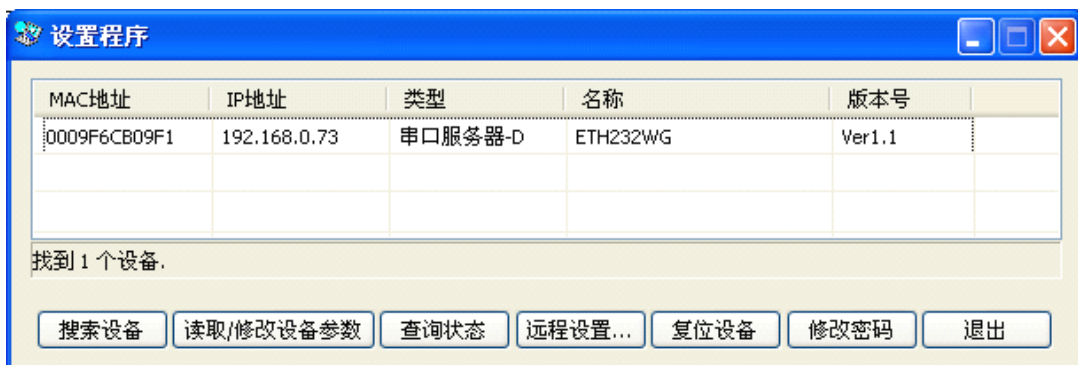 设置程序
MAC地址 IP地址 类型 名称 版本号
0009F6CB09F1 192.168.0.73 串口服务器-D ETH232WG Ver1.1
找到 1 个设备.
搜索设备 读取/修改设备参数 查询状态 远程设置... 复位设备 修改密码 退出